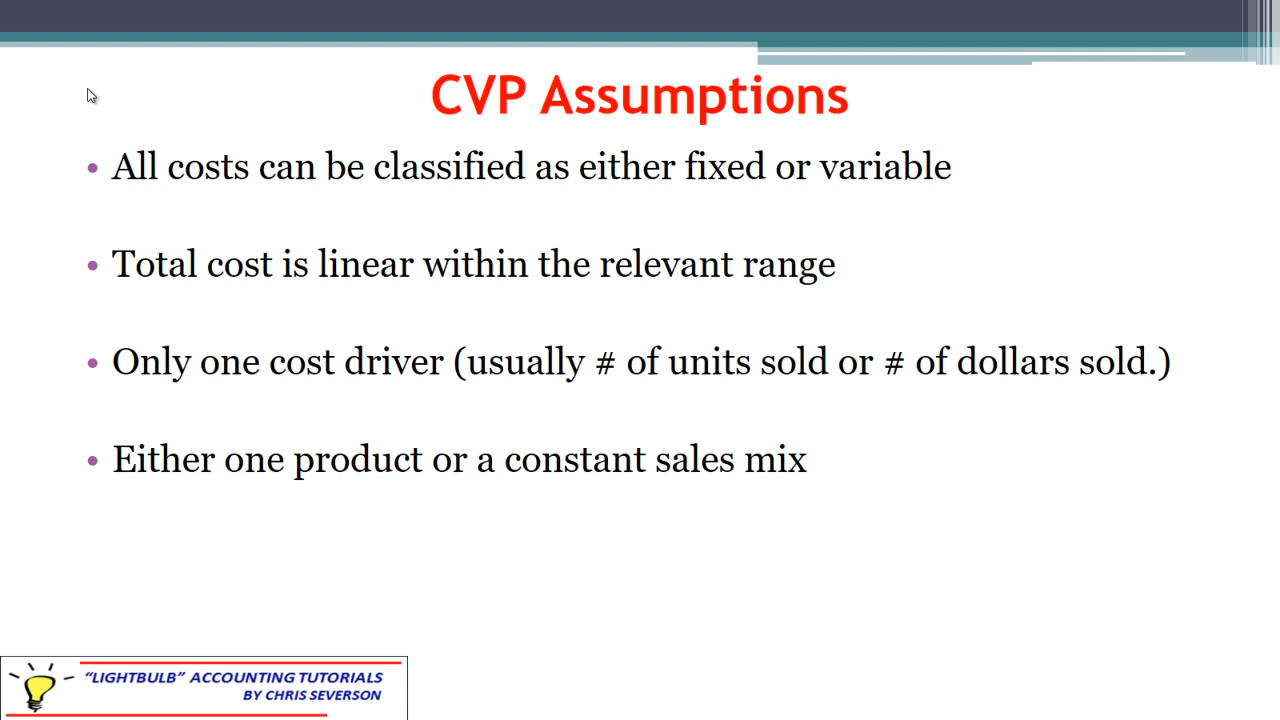 CVP Assumptions
• All costs can be classified as either fixed or variable
• Total cost is linear within the relevant range
• Only one cost driver (usually # of units sold or # of dollars sold.)
• Either one product or a constant sales mix
“LIGHTBULB” ACCOUNTING TUTORIALS
BY CHRIS SEVERSON